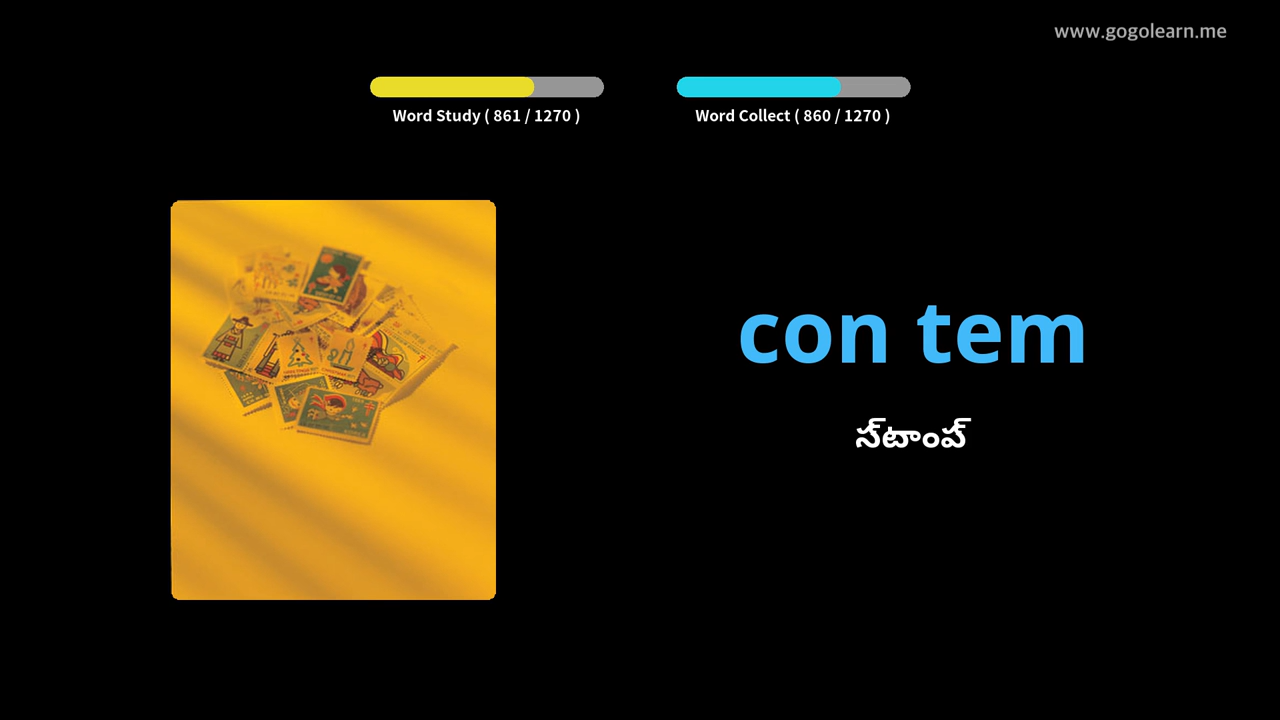 www.gogolearn.me
Word Study ( 861 / 1270 )
Word Collect ( 860 / 1270 )
con tem
స్‌టాంప్